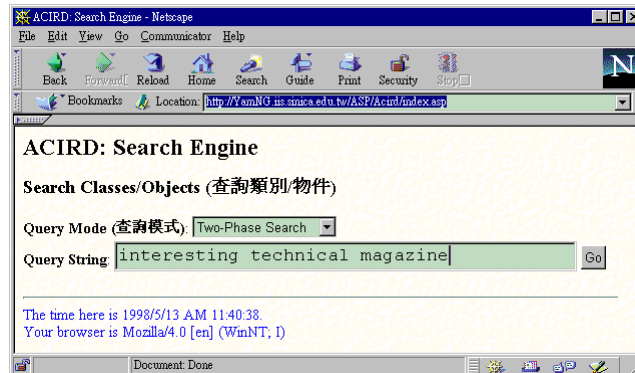 ACIRD: Search Engine - Netscape
File Edit View Go Communicator Help
Back Forward Reload Home Search Guide Print Security Stop
N
Bookmarks Location: http://YamNG.iis.sinica.edu.tw/ASP/Acird/index.asp
ACIRD: Search Engine
Search Classes/Objects (查詢類別/物件)
Query Mode (查詢模式): Two-Phase Search
Query String: interesting technical magazine Go
The time here is 1998/5/13 AM 11:40:38.
Your browser is Mozilla/4.0 [en] (WinNT; I)
Document: Done